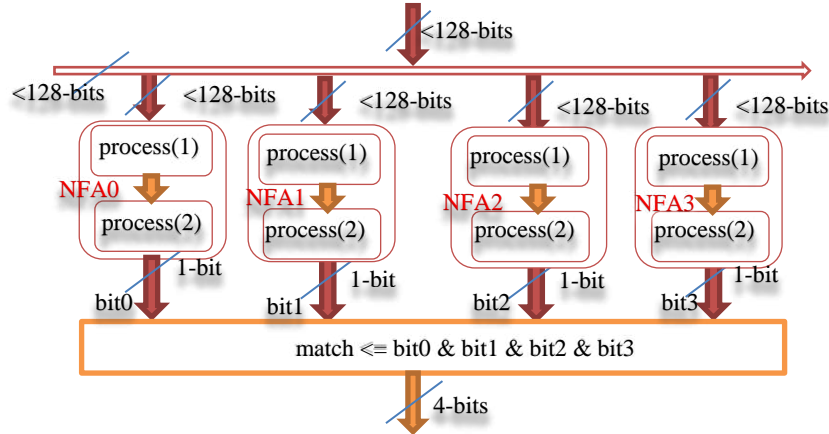 <128-bits
<128-bits
<128-bits
<128-bits
<128-bits
<128-bits
process(1)
process(1)
process(1)
process(1)
NFA0
NFA1
NFA2
NFA3
process(2)
process(2)
process(2)
process(2)
1-bit
1-bit
1-bit
1-bit
bit0
bit1
bit2
bit3
match <= bit0 & bit1 & bit2 & bit3
4-bits